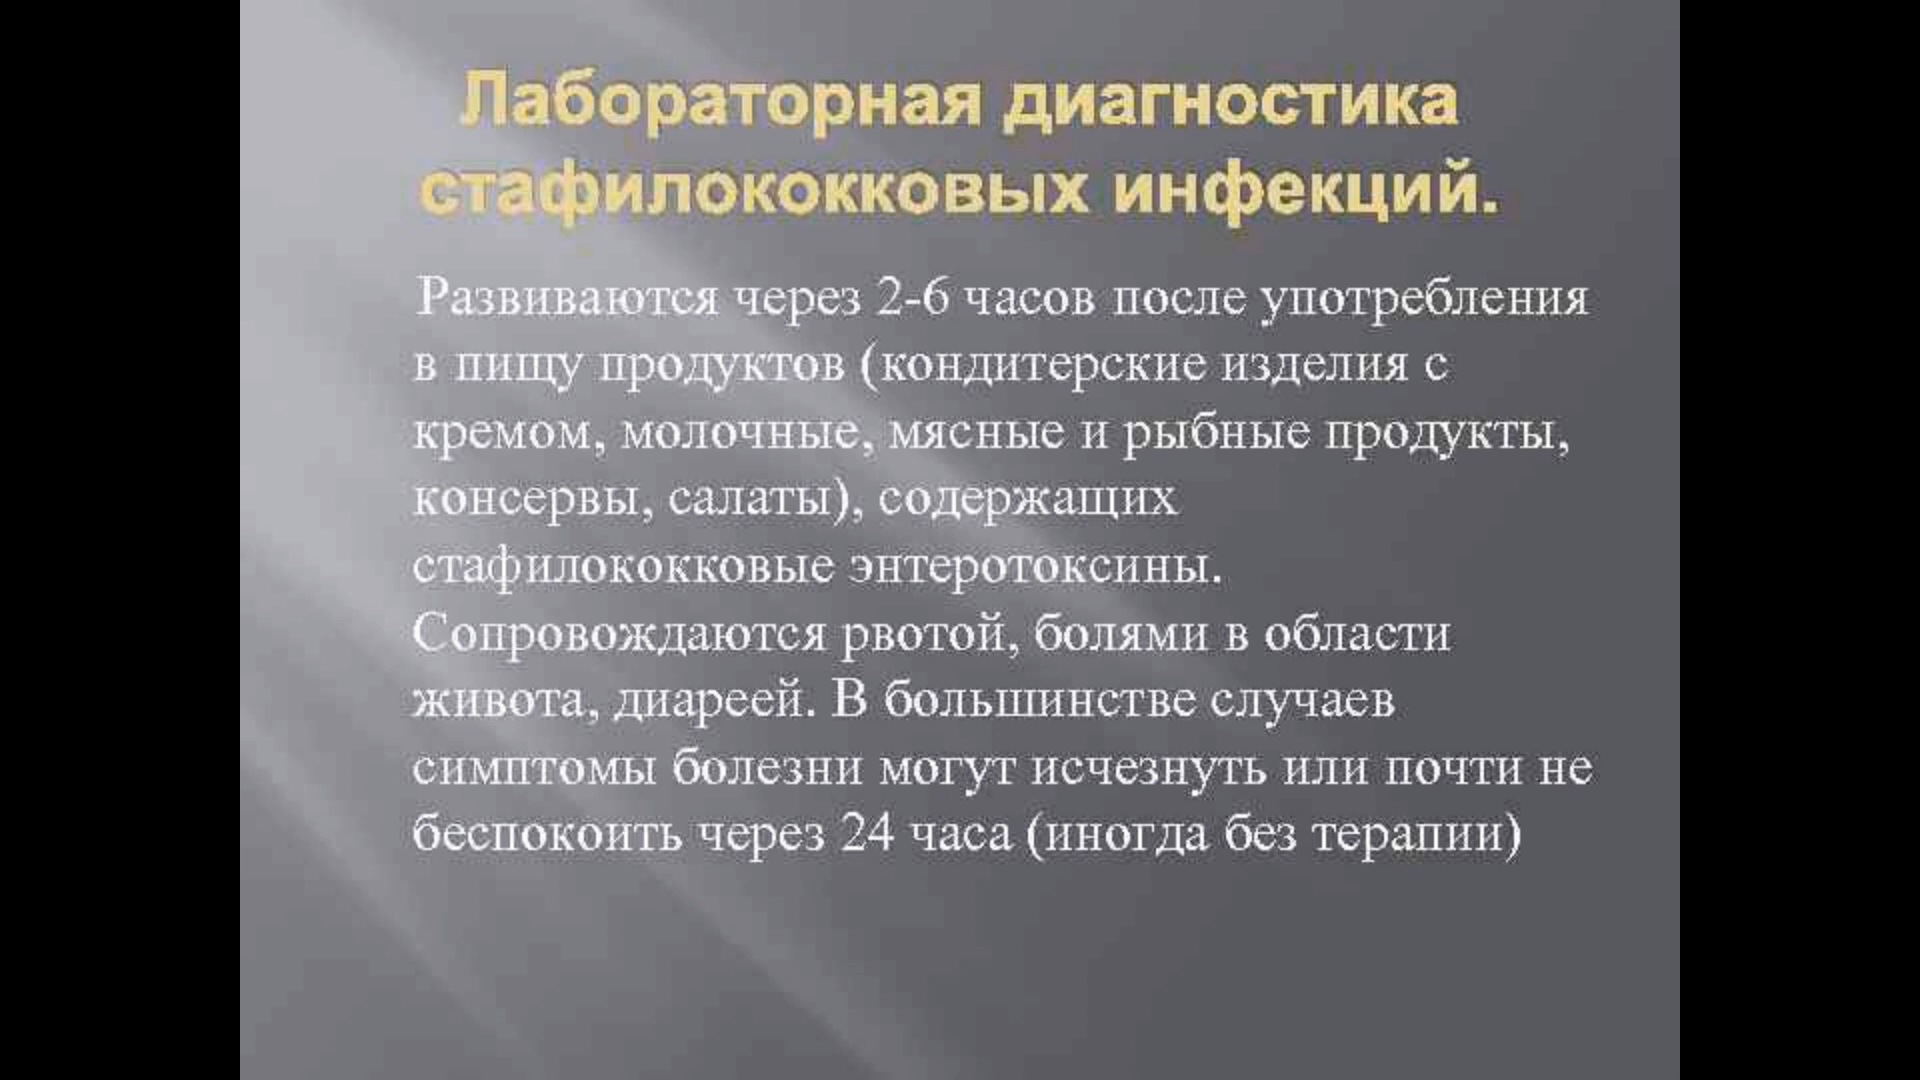 Лабораторная диагностика
стафилококковых инфекций.
Развиваются через 2-6 часов после употребления
в пищу продуктов (кондитерские изделия с
кремом, молочные, мясные и рыбные продукты,
консервы, салаты), содержащих
стафилококковые энтеротоксины.
Сопровождаются рвотой, болями в области
живота, диареей. В большинстве случаев
симптомы болезни могут исчезнуть или почти не
беспокоить через 24 часа (иногда без терапии)